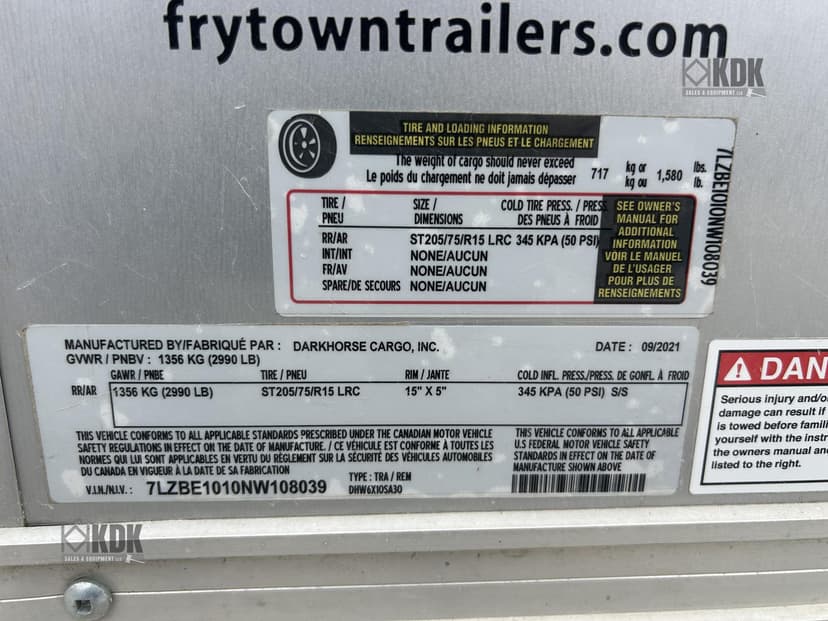 frytowntrailers.com
KDK
SALES & EQUIPMENT LLC
TIRE AND LOADING INFORMATION
RENSEIGNEMENTS SUR LES PNEUS ET LE CHARGEMENT
The weight of cargo should never exceed
Le poids du chargement ne doit jamais dépasser 717 kg or kg ou 1,580 lbs. lb.
TIRE / PNEU SIZE / DIMENSIONS COLD TIRE PRESS. / PRESS DES PNEUS À FROID
RR/AR ST205/75/R15 LRC 345 KPA (50 PSI)
INT/INT NONE/AUCUN
FR/AV NONE/AUCUN
SPARE/DE SECOURS NONE/AUCUN
SEE OWNER'S
MANUAL FOR
ADDITIONAL
INFORMATION
VOIR LE MANUEL
DE L'USAGER
POUR PLUS DE
RENSEIGNEMENTS
7LZBE1010NW108039
MANUFACTURED BY/FABRIQUÉ PAR : DARKHORSE CARGO, INC. DATE : 09/2021
GVWR / PNBV : 1356 KG (2990 LB)
GAWR / PNBE TIRE / PNEU RIM / JANTE COLD INFL. PRESS./PRESS. DE GONFL. À FROID
RR/AR 1356 KG (2990 LB) ST205/75/R15 LRC 15" X 5" 345 KPA (50 PSI) S/S
THIS VEHICLE CONFORMS TO ALL APPLICABLE STANDARDS PRESCRIBED UNDER THE CANADIAN MOTOR VEHICLE
SAFETY REGULATIONS IN EFFECT ON THE DATE OF MANUFACTURE. / CE VÉHICULE EST CONFORME À TOUTES LES
NORMES QUI LUI SONT APPLICABLES EN VERTU DU RÈGLEMENT SUR LA SÉCURITÉ DES VÉHICULES AUTOMOBILES
DU CANADA EN VIGUEUR À LA DATE DE SA FABRICATION
THIS VEHICLE CONFORMS TO ALL APPLICABLE
U.S FEDERAL MOTOR VEHICLE SAFETY
STANDARDS IN EFFECT ON THE DATE OF
MANUFACTURE SHOWN ABOVE
V.I.N./N.I.V. : 7LZBE1010NW108039
TYPE : TRA / REM
DHW6X10SA30
DAN
Serious injury and/o
damage can result if
is towed before famili
yourself with the instr
the owners manual an
listed to the right.
KDK
SALES & EQUIPMENT LLC